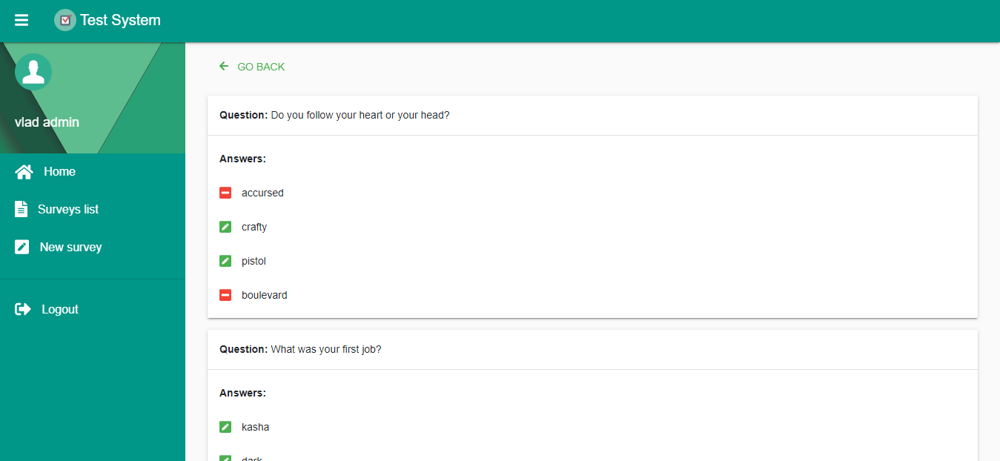 Test System
vlad admin
Home
Surveys list
New survey
Logout
GO BACK
Question: Do you follow your heart or your head?
Answers:
accursed
crafty
pistol
boulevard
Question: What was your first job?
Answers:
kasha
dark